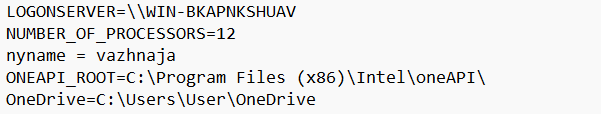 LOGONSERVER=\\WIN-BKAPNKSHUAV
NUMBER_OF_PROCESSORS=12
nyname = vazhnaja
ONEAPI_ROOT=C:\Program Files (x86)\Intel\oneAPI\
OneDrive=C:\Users\User\OneDrive